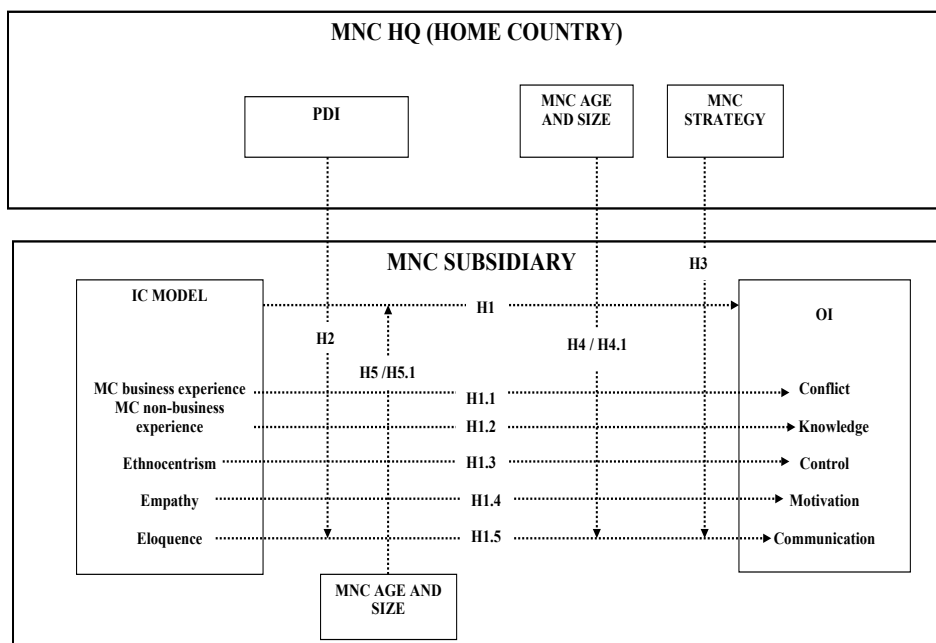 MNC HQ (HOME COUNTRY)
PDI
MNC AGE
AND SIZE
MNC
STRATEGY
MNC SUBSIDIARY
H3
IC MODEL
H1
OI
H2
H4 / H4.1
H5 /H5.1
MC business experience
H1.1
Conflict
MC non-business
experience
H1.2
Knowledge
Ethnocentrism
H1.3
Control
Empathy
H1.4
Motivation
Eloquence
H1.5
Communication
MNC AGE AND
SIZE